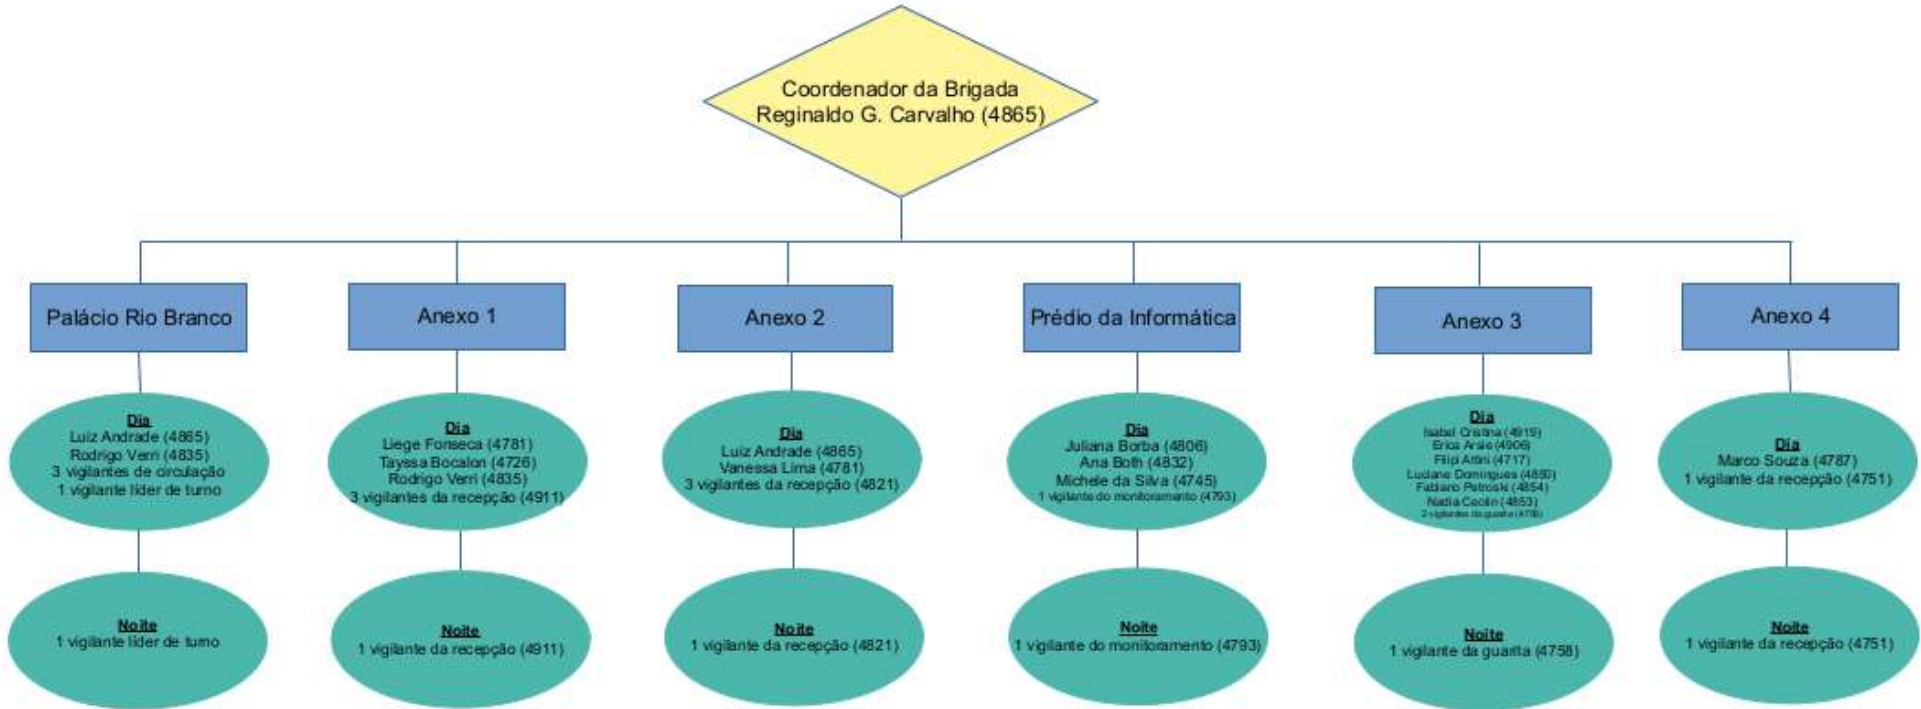 Coordenador da Brigada
Reginaldo G. Carvalho (4865)
Palácio Rio Branco
Anexo 1
Anexo 2
Prédio da Informática
Anexo 3
Anexo 4
Dia
Luiz Andrade (4865)
Rodrigo Verri (4835)
3 vigilantes de circulação
1 vigilante líder de turno
Dia
Liege Fonseca (4781)
Tayssa Bocalon (4726)
Rodrigo Verri (4835)
3 vigilantes da recepção (4911)
Dia
Luiz Andrade (4865)
Vanessa Lima (4781)
3 vigilantes da recepção (4821)
Dia
Juliana Borba (4806)
Ana Both (4832)
Michele da Silva (4745)
1 vigilante do monitoramento (4793)
Dia
Isabel Cristina (4919)
Erica Arsie (4906)
Filipi Attini (4717)
Luciane Domingues (4850)
Fabiano Petroski (4854)
Nadia Cecilin (4853)
2 vigilantes da guarita
Dia
Marco Souza (4787)
1 vigilante da recepção (4751)
Noite
1 vigilante líder de turno
Noite
1 vigilante da recepção (4911)
Noite
1 vigilante da recepção (4821)
Noite
1 vigilante do monitoramento (4793)
Noite
1 vigilante da guarita (4758)
Noite
1 vigilante da recepção (4751)